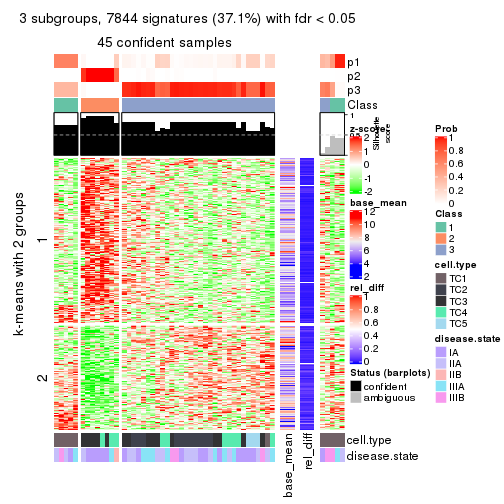 3 subgroups, 7844 signatures (37.1%) with fdr < 0.05
45 confident samples
p1
p2
p3
Class
1
Silhouette
score
z-score
2
1
0
-1
-2
base_mean
12
10
8
6
4
2
rel_diff
1
0.8
0.6
0.4
0.2
0
Status (barplots)
confident
ambiguous
Prob
1
0.8
0.6
0.4
0.2
0
Class
1
2
3
cell.type
TC1
TC2
TC3
TC4
TC5
disease.state
IA
IIA
IIB
IIIA
IIIB
k-means with 2 groups
1
2
cell.type
disease.state
base_mean
rel_diff